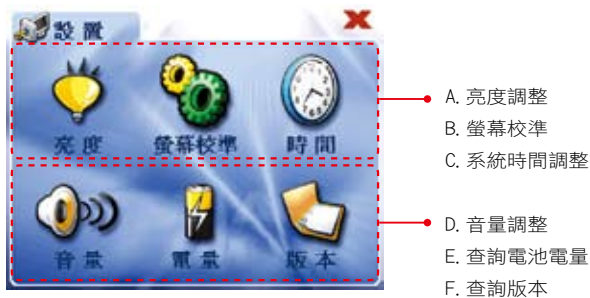 設置
亮度 螢幕校準 時間
A. 亮度調整
B. 螢幕校準
C. 系統時間調整
音量 電量 版本
D. 音量調整
E. 查詢電池電量
F. 查詢版本